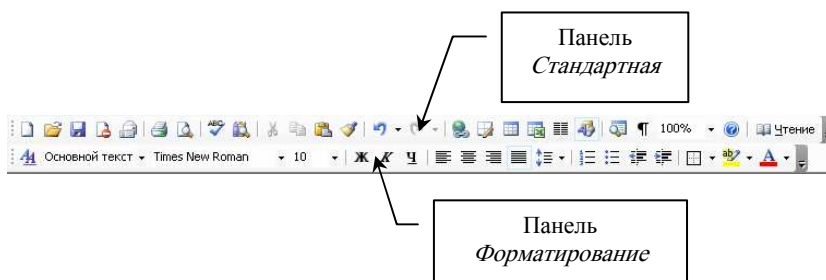 Панель
Стандартная
100% Чтение
Основной текст Times New Roman 10 Ж К Ч
Панель
Форматирование